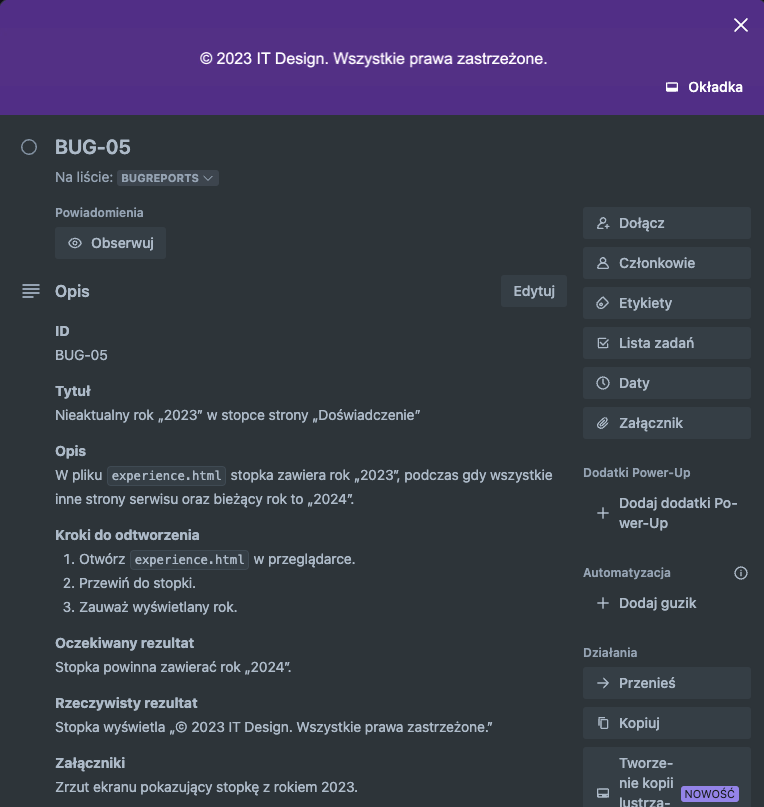 © 2023 IT Design. Wszystkie prawa zastrzeżone.
Okładka
BUG-05
Na liście: BUGREPORTS
Powiadomienia
Obserwuj
Opis
Edytuj
ID
BUG-05
Tytuł
Nieaktualny rok „2023” w stopce strony „Doświadczenie”
Opis
W pliku experience.html stopka zawiera rok „2023”, podczas gdy wszystkie
inne strony serwisu oraz bieżący rok to „2024”.
Kroki do odtworzenia
1. Otwórz experience.html w przeglądarce.
2. Przewiń do stopki.
3. Zauważ wyświetlany rok.
Oczekiwany rezultat
Stopka powinna zawierać rok „2024”.
Rzeczywisty rezultat
Stopka wyświetla „© 2023 IT Design. Wszystkie prawa zastrzeżone.”
Załączniki
Zrzut ekranu pokazujący stopkę z rokiem 2023.
Dołącz
Członkowie
Etykiety
Lista zadań
Daty
Załącznik
Dodatki Power-Up
Dodaj dodatki Po-
wer-Up
Automatyzacja
Dodaj guzik
Działania
Przenieś
Kopiuj
Tworze-
nie kopii
lustrza-
NOWOŚĆ